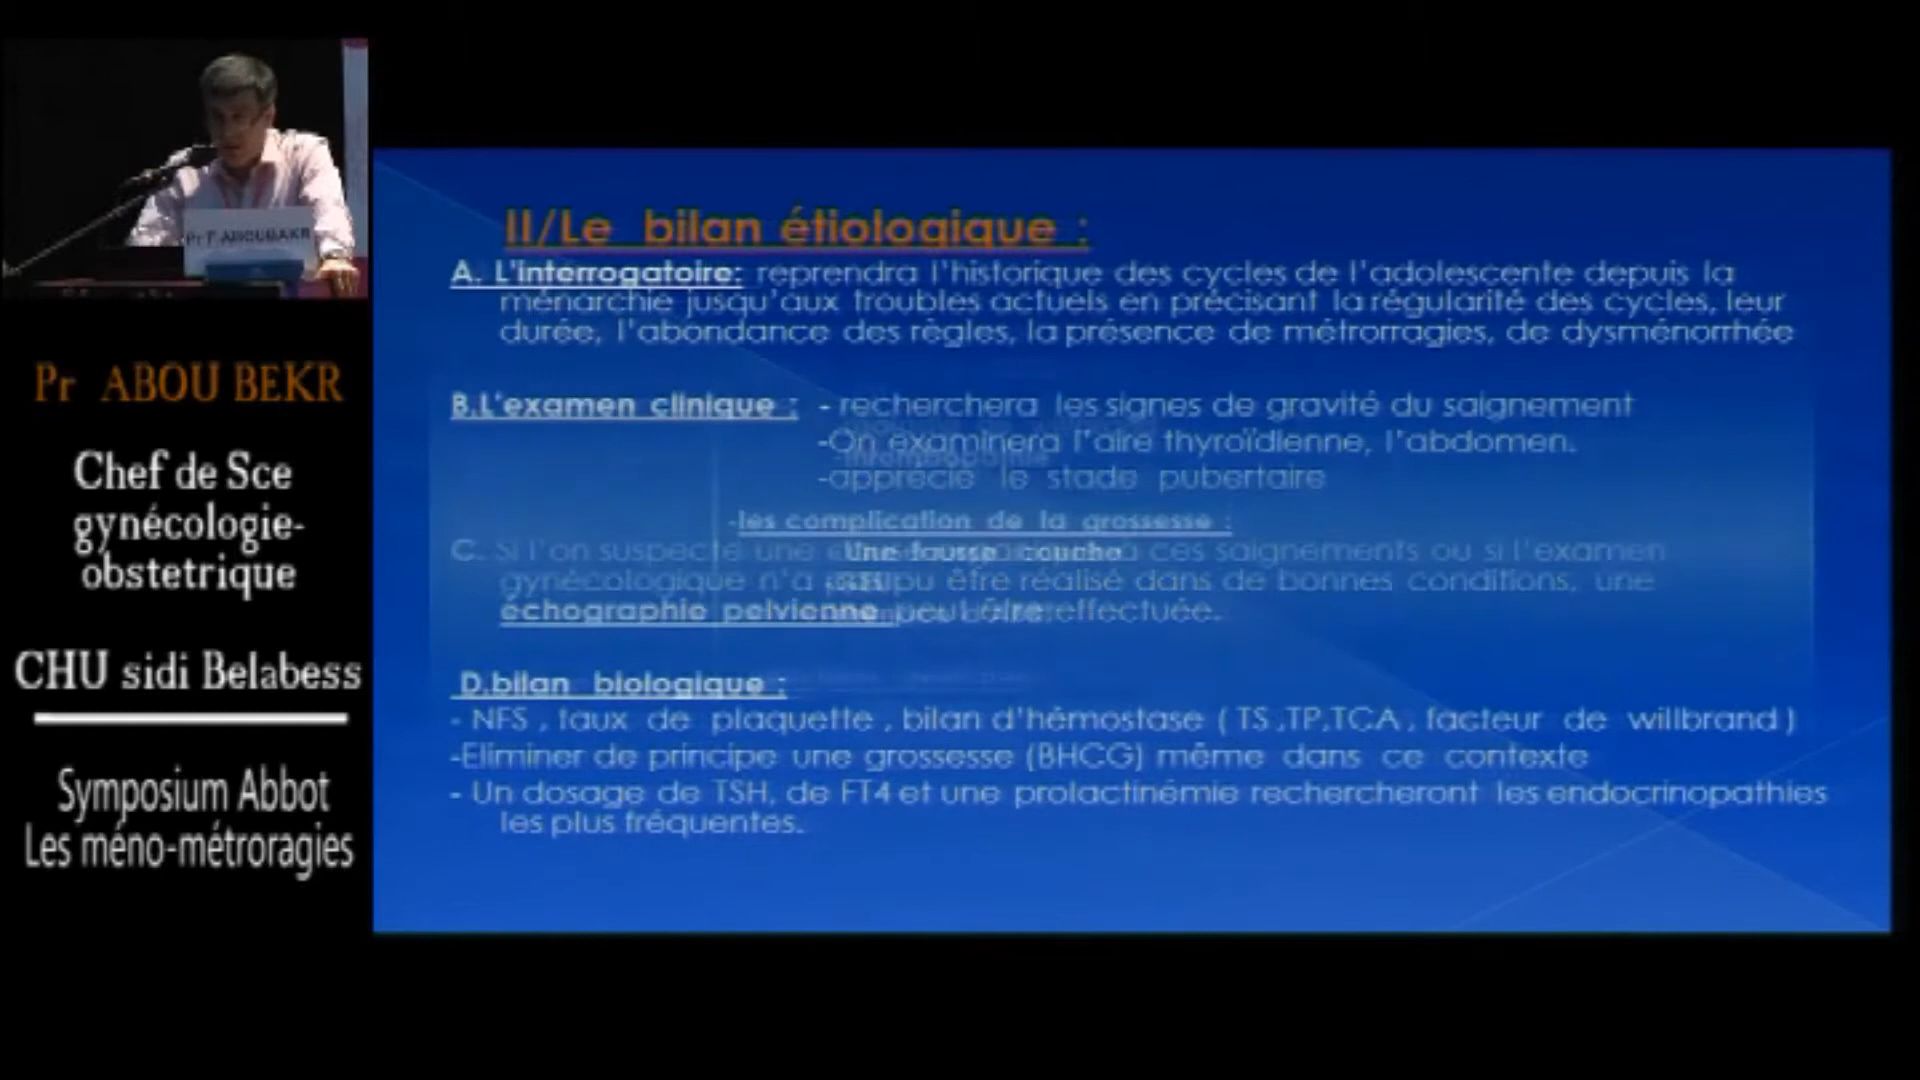 Pr F ABOUBAKR
Pr ABOU BEKR
Chef de Sce
gynécologie-
obstetrique
CHU sidi Belabess
Symposium Abbot
Les méno-métroragies
II/Le bilan étiologique :
A. L'interrogatoire: reprendra l'historique des cycles de l'adolescente depuis la
ménarchie jusqu'aux troubles actuels en précisant la régularité des cycles, leur
durée, l'abondance des règles, la présence de métrorragies, de dysménorrhée
B.L'examen clinique : - recherchera les signes de gravité du saignement
-On examinera l'aire thyroïdienne, l'abdomen.
-apprécie le stade pubertaire
-les complication de la grossesse :
Une fausse couche
C. Si l'on suspecte une ces saignements ou si l'examen
gynécologique n'a pas pu être réalisé dans de bonnes conditions, une
échographie pelvienne peut être effectuée.
D.bilan biologique :
- NFS , taux de plaquette , bilan d'hémostase ( TS ,TP,TCA , facteur de willbrand )
-Eliminer de principe une grossesse (BHCG) même dans ce contexte
- Un dosage de TSH, de FT4 et une prolactinémie rechercheront les endocrinopathies
les plus fréquentes.